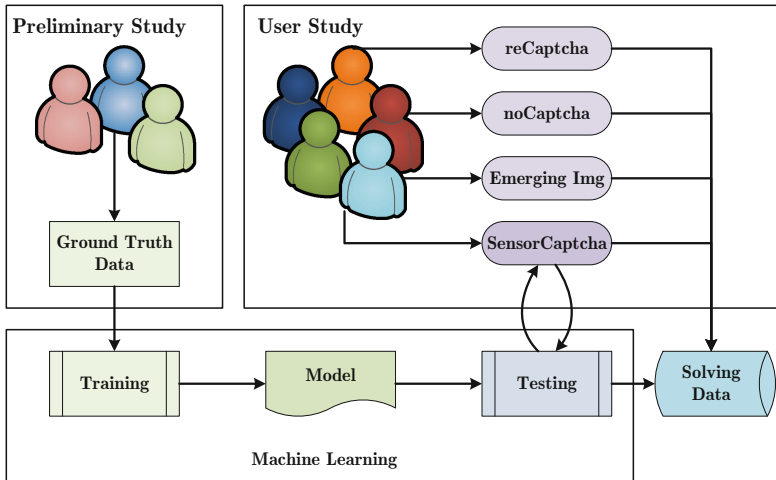 Preliminary Study
Ground Truth
Data
User Study
reCaptcha
noCaptcha
Emerging Img
SensorCaptcha
Training
Model
Testing
Solving
Data
Machine Learning